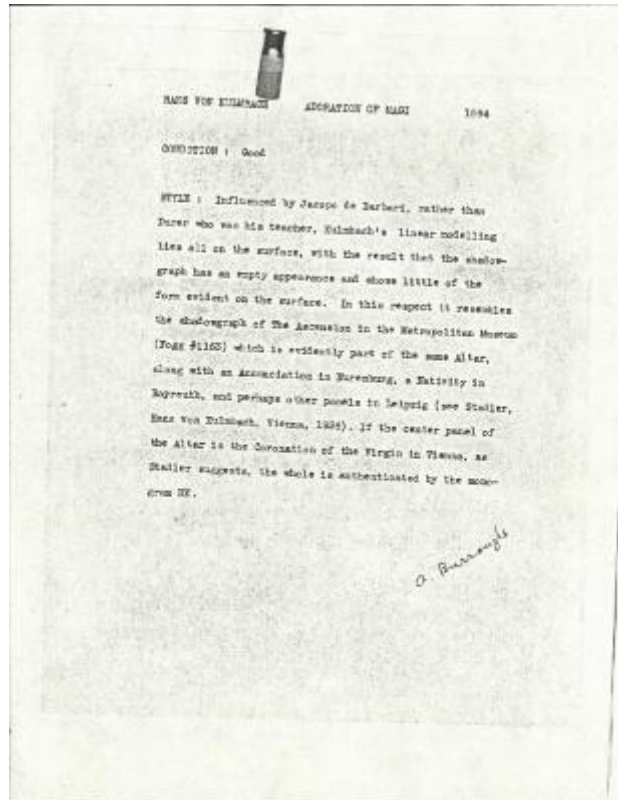 HANS VON KULMBACH ADORATION OF MAGI 1094
CONDITION : Good
STYLE : Influenced by Jacopo de Barberi, rather than
Durer who was his teacher, Kulmbach's linear modelling
lies all on the surface, with the result that the shadow-
graph has an empty appearance and shows little of the
form evident on the surface. In this respect it resembles
the shadowgraph of The Ascension in the Metropolitan Museum
(Fogg #1163) which is evidently part of the same Altar,
along with an Annunciation in Nuremburg, a Nativity in
Bayreuth, and perhaps other panels in Leipzig (see Stadler,
Hans Von Kulmbach, Vienna, 1936). If the center panel of
the Altar is the Coronation of the Virgin in Vienna, as
Stadler suggests, the whole is authenticated by the mono-
gram HK.
A. Burroughs